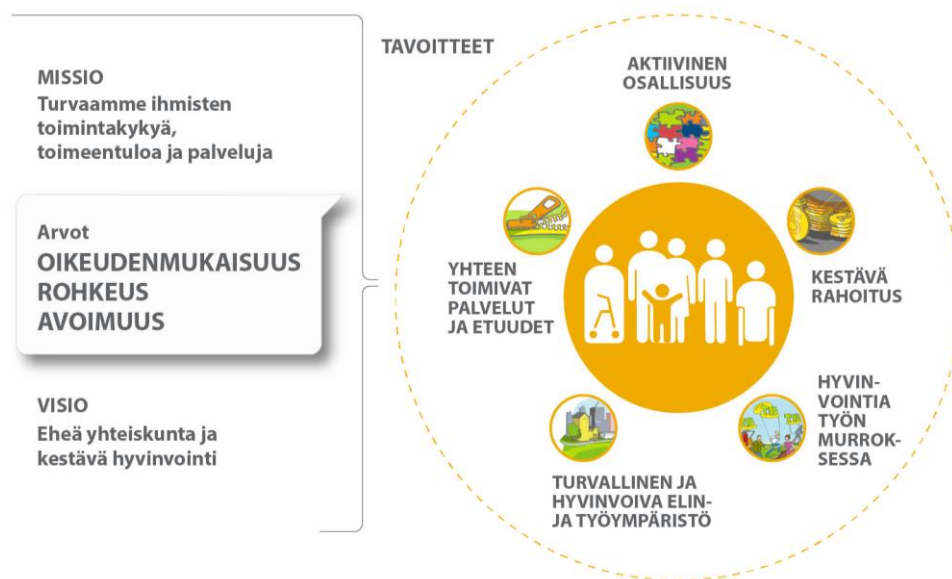 MISSIO
Turvaamme ihmisten
toimintakykyä,
toimeentuloa ja palveluja
Arvot
OIKEUDENMUKAISUUS
ROHKEUS
AVOIMUUS
VISIO
Eheä yhteiskunta ja
kestävä hyvinvointi
TAVOITTEET
AKTIIVINEN
OSALLISUUS
KESTÄVÄ
RAHOITUS
HYVIN-
VOINTIA
TYÖN
MURROK-
SESSA
TURVALLINEN JA
HYVINVOIVA ELIN-
JA TYÖYMPÄRISTÖ
YHTEEN
TOIMIVAT
PALVELUT
JA ETUUDET